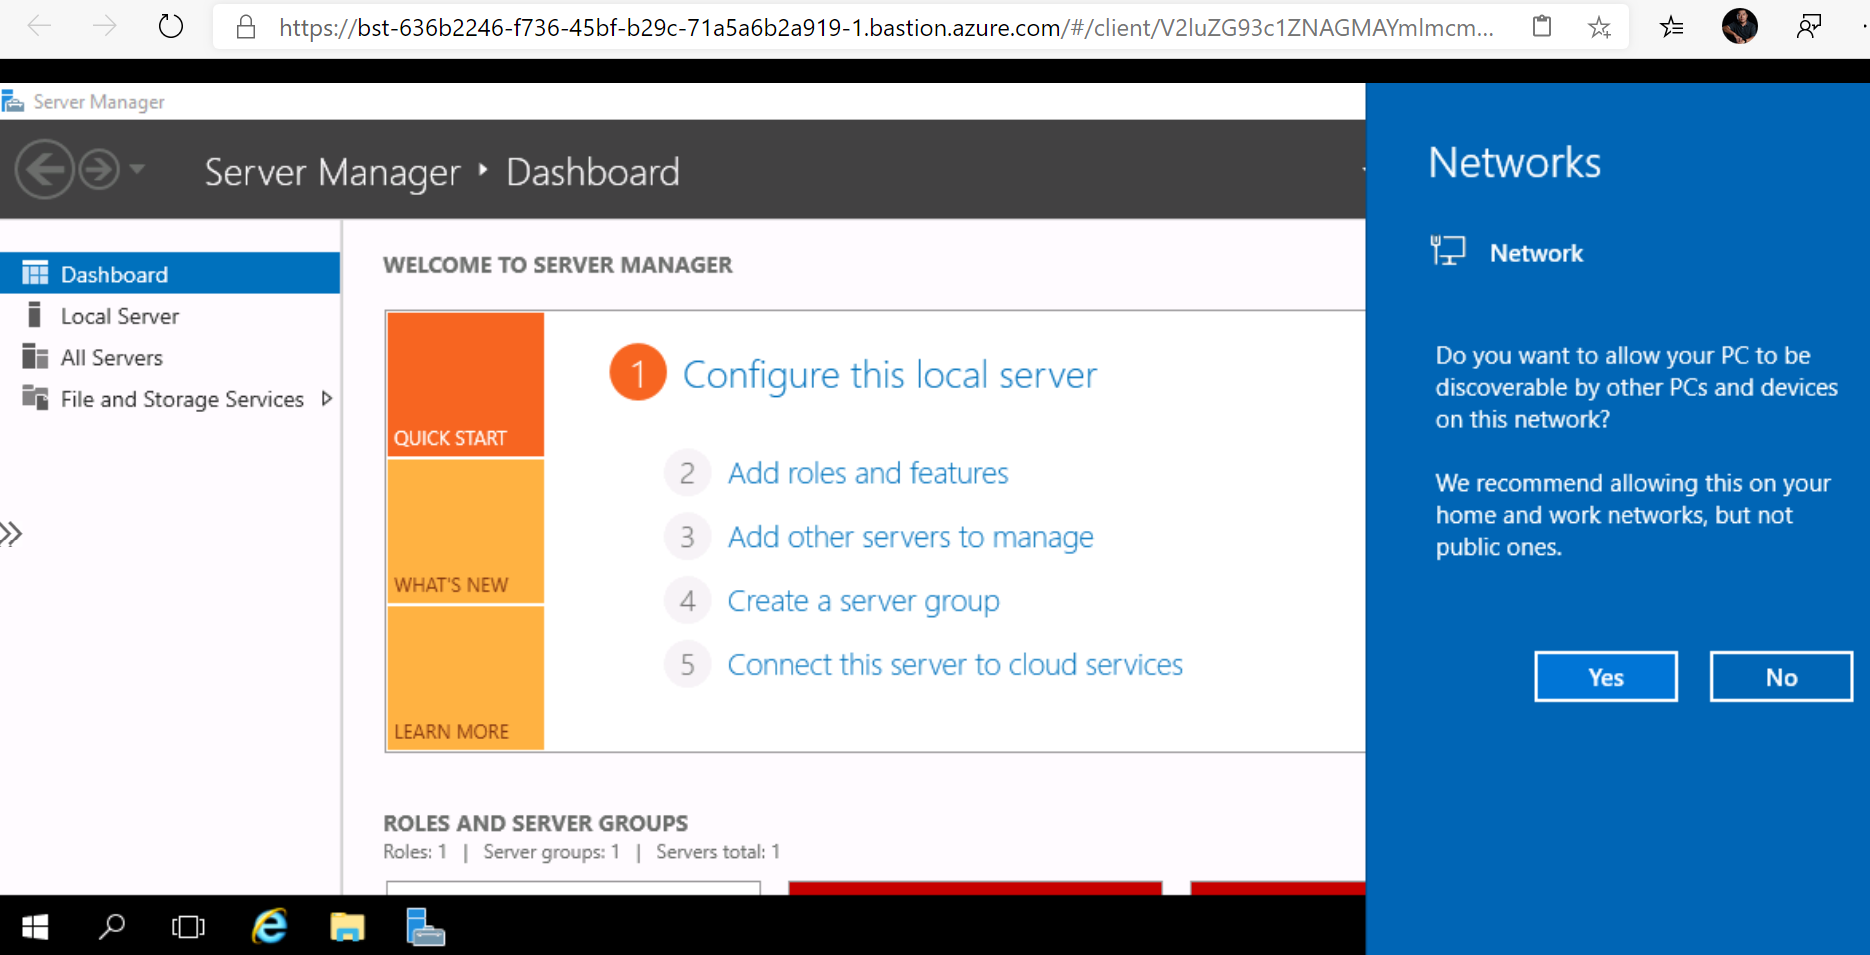 https://bst-636b2246-f736-45bf-b29c-71a5a6b2a919-1.bastion.azure.com/#/client/V2luZG93c1ZNAGMAYmlmcm...
Server Manager
Server Manager Dashboard
Dashboard
Local Server
All Servers
File and Storage Services
WELCOME TO SERVER MANAGER
QUICK START
WHAT'S NEW
LEARN MORE
1 Configure this local server
2 Add roles and features
3 Add other servers to manage
4 Create a server group
5 Connect this server to cloud services
ROLES AND SERVER GROUPS
Roles: 1 | Server groups: 1 | Servers total: 1
Networks
Network
Do you want to allow your PC to be
discoverable by other PCs and devices
on this network?
We recommend allowing this on your
home and work networks, but not
public ones.
Yes
No